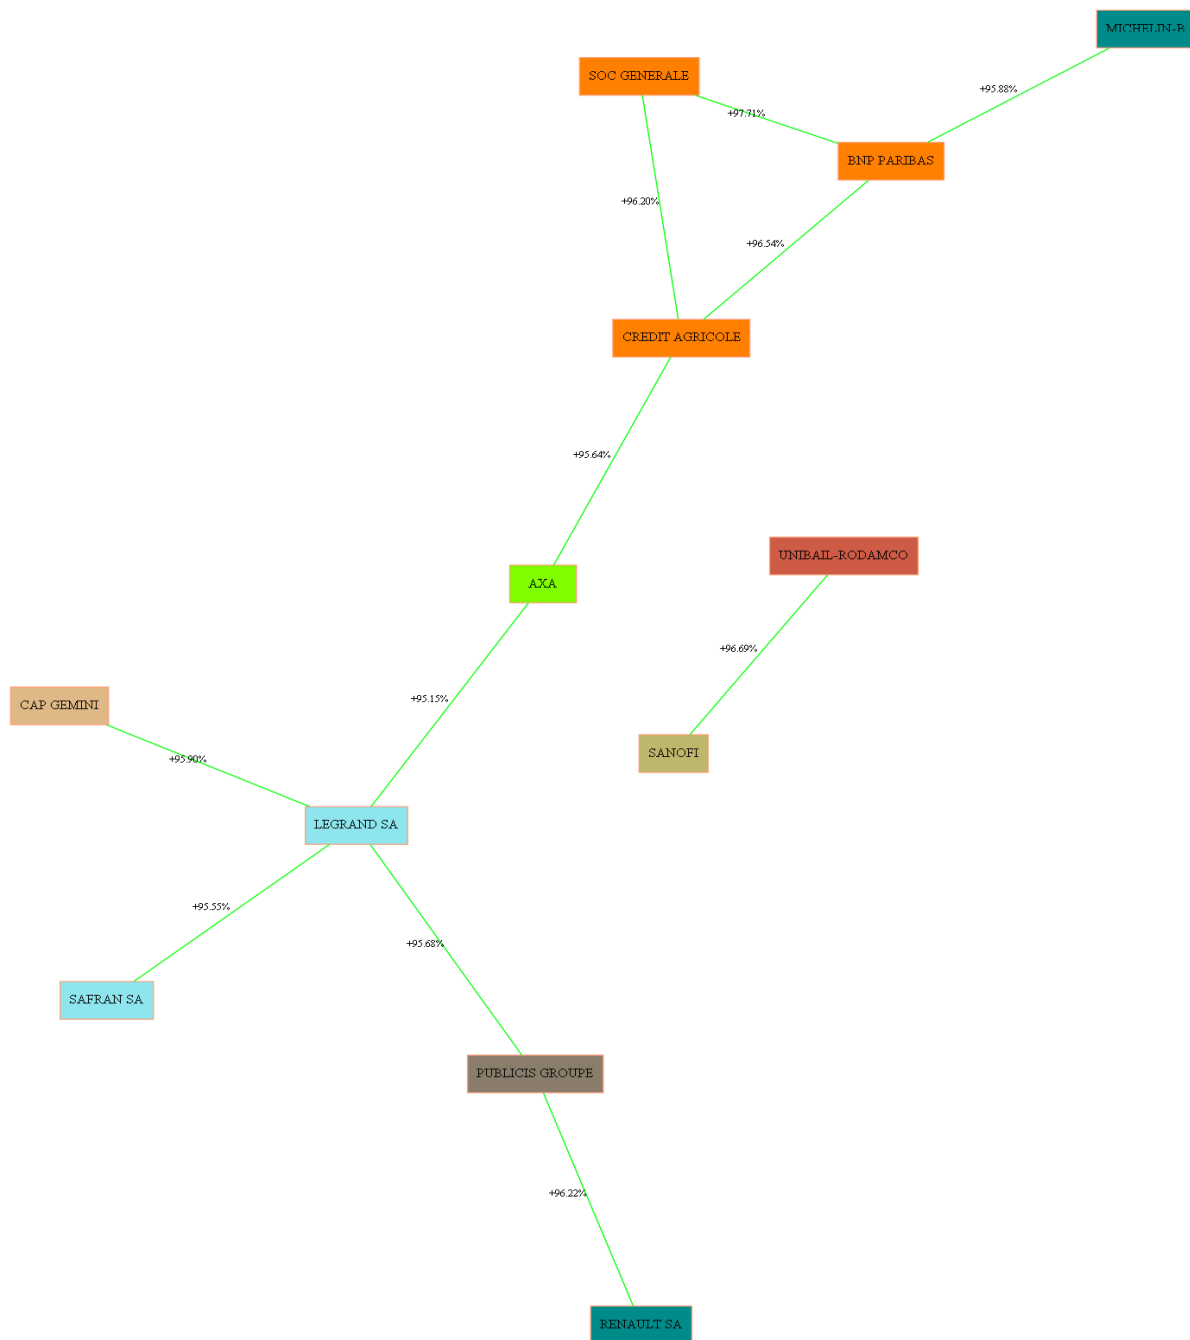 MICHELIN-B
SOC GENERALE
+95.88%
+97.71%
BNP PARIBAS
+96.20%
+96.54%
CREDIT AGRICOLE
+95.64%
UNIBAIL-RODAMCO
AXA
+96.69%
+95.15%
CAP GEMINI
SANOFI
+95.90%
LEGRAND SA
+95.55%
+95.68%
SAFRAN SA
PUBLICIS GROUPE
+96.22%
RENAULT SA